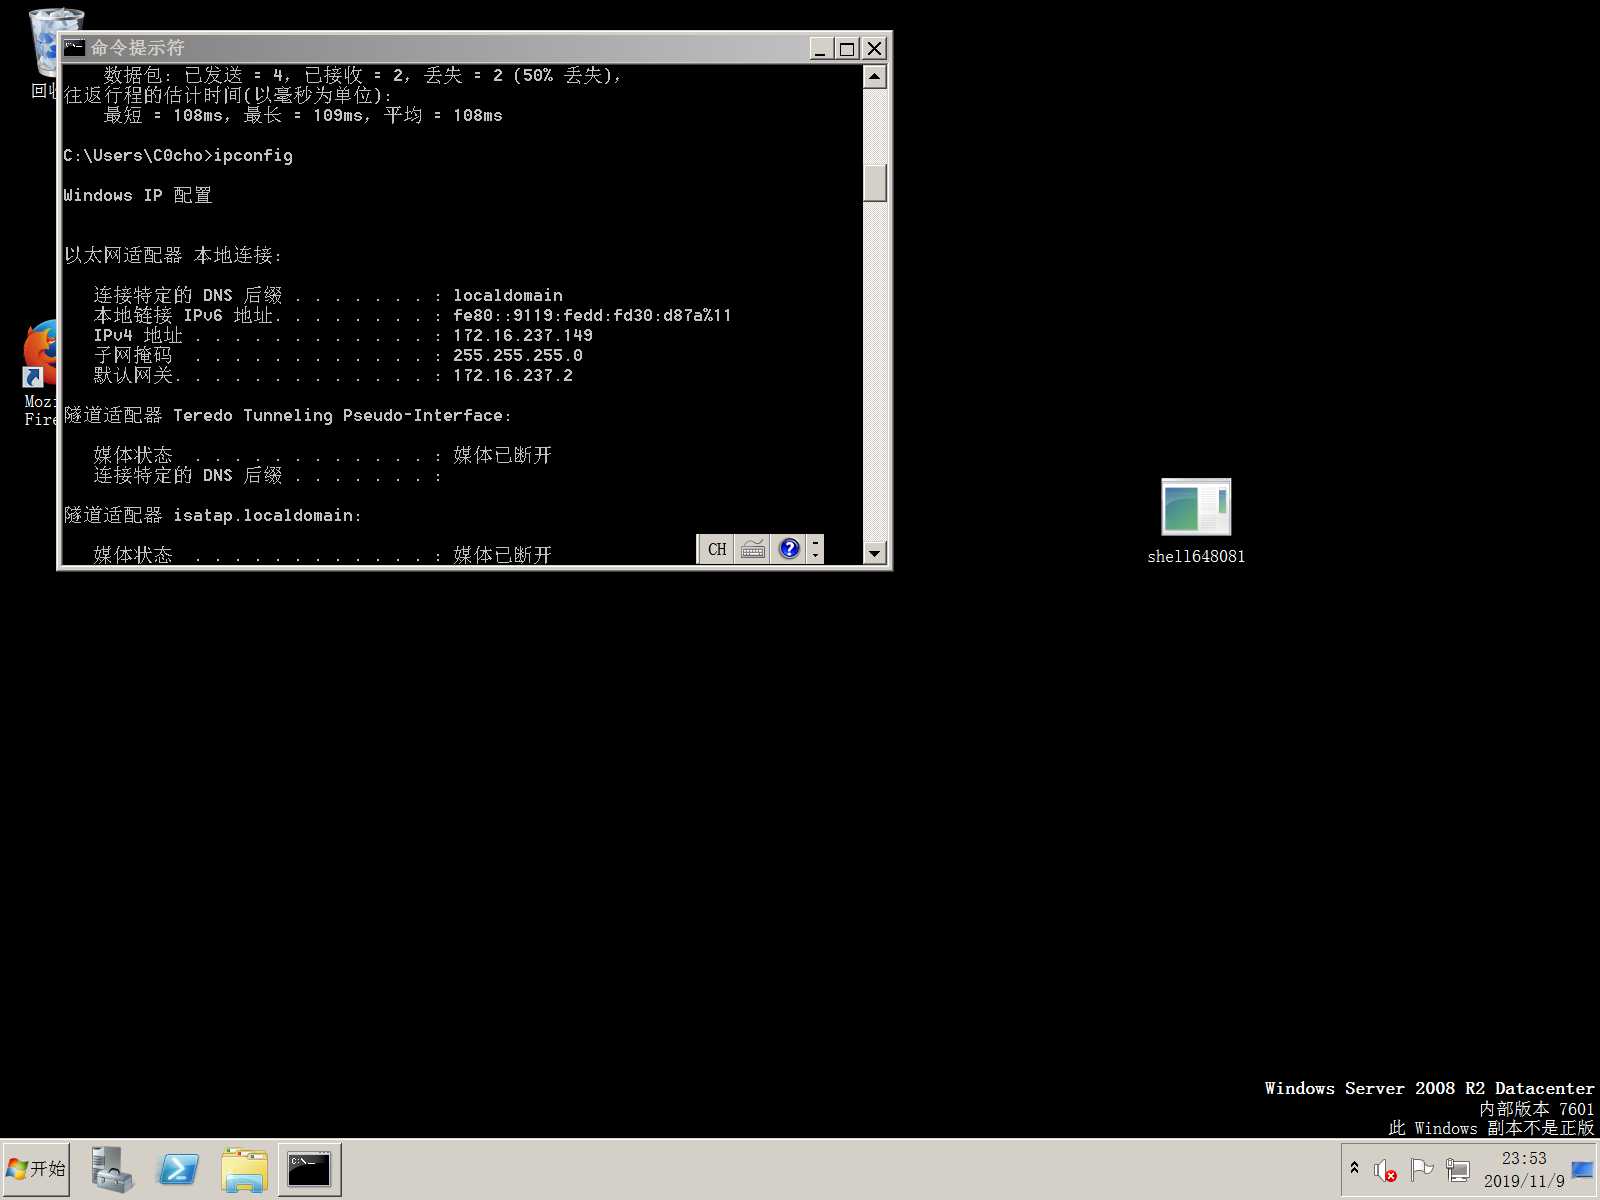 回收
命令提示符
数据包: 已发送 = 4，已接收 = 2，丢失 = 2 (50% 丢失)，
往返行程的估计时间(以毫秒为单位):
最短 = 108ms，最长 = 109ms，平均 = 108ms
C:\Users\C0cho>ipconfig
Windows IP 配置
以太网适配器 本地连接:
连接特定的 DNS 后缀 . . . . . . . : localdomain
本地链接 IPv6 地址. . . . . . . . : fe80::9119:fedd:fd30:d87a%11
IPv4 地址 . . . . . . . . . . . . : 172.16.237.149
子网掩码  . . . . . . . . . . . . : 255.255.255.0
默认网关. . . . . . . . . . . . . : 172.16.237.2
隧道适配器 Teredo Tunneling Pseudo-Interface:
媒体状态  . . . . . . . . . . . . : 媒体已断开
连接特定的 DNS 后缀 . . . . . . . :
隧道适配器 isatap.localdomain:
媒体状态  . . . . . . . . . . . . : 媒体已断开
CH
Mozi
Fire
shell648081
Windows Server 2008 R2 Datacenter
内部版本 7601
此 Windows 副本不是正版
开始
23:53
2019/11/9